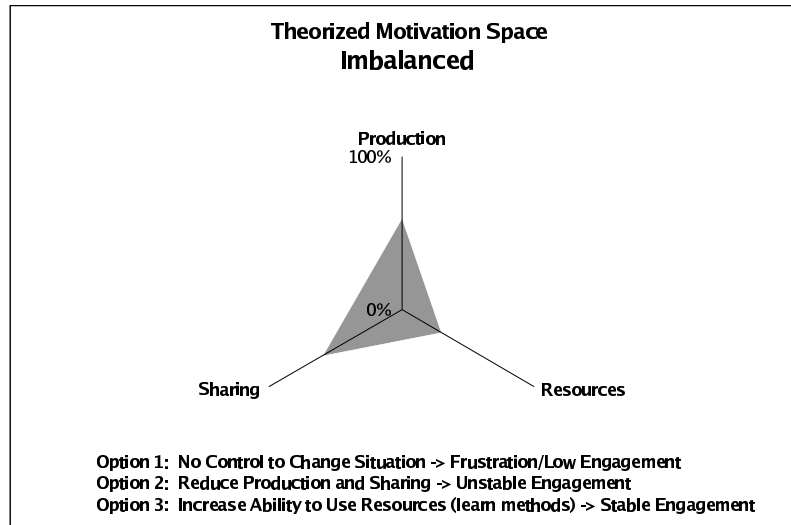 Theorized Motivation Space
Imbalanced
Production
100%
0%
Sharing
Resources
Option 1: No Control to Change Situation -> Frustration/Low Engagement
Option 2: Reduce Production and Sharing -> Unstable Engagement
Option 3: Increase Ability to Use Resources (learn methods) -> Stable Engagement